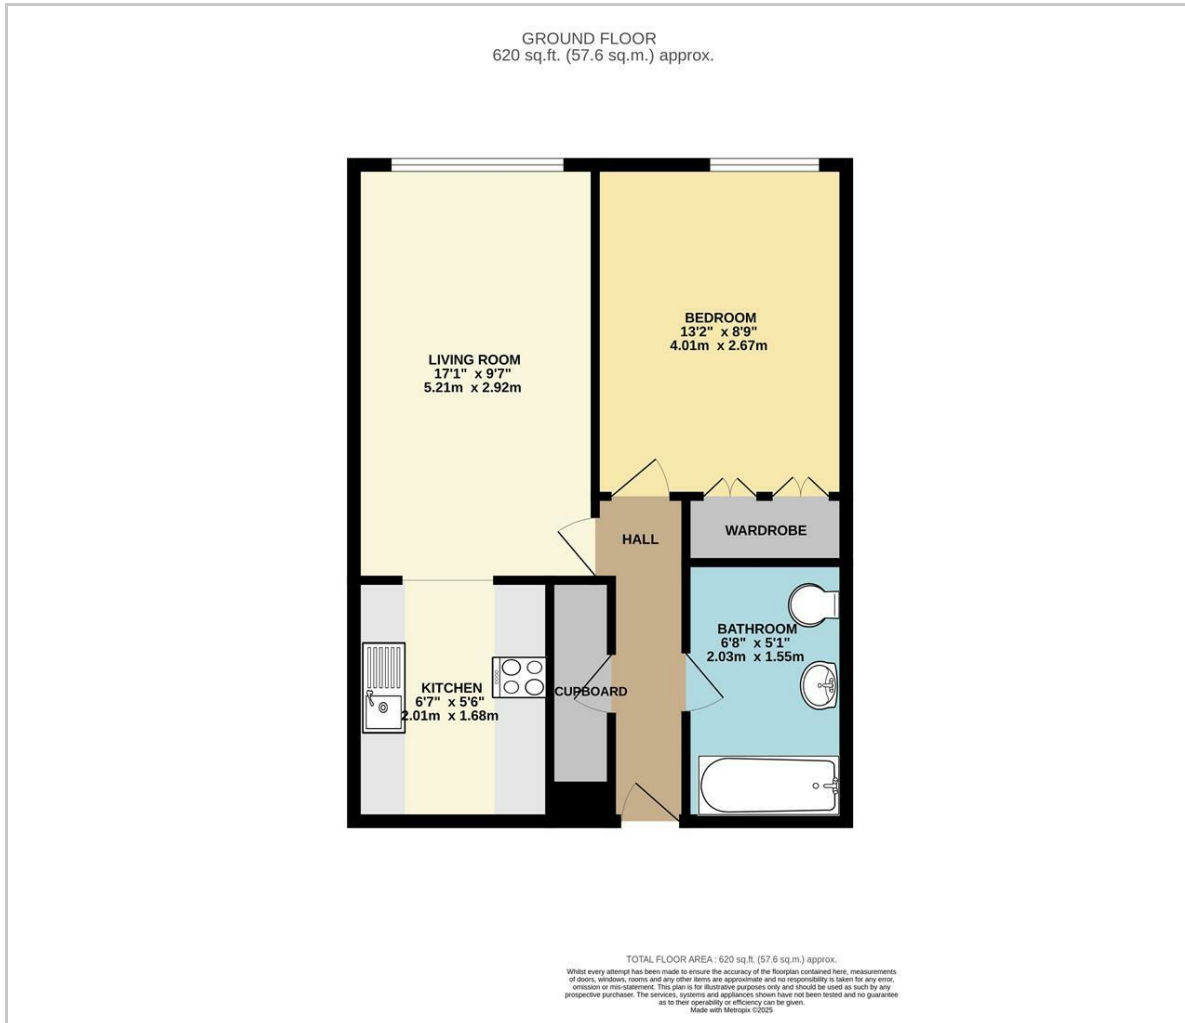 GROUND FLOOR
620 sq.ft. (57.6 sq.m.) approx.
BEDROOM
13'2" x 8'9"
4.01m x 2.67m
LIVING ROOM
17'1" x 9'7"
5.21m x 2.92m
WARDROBE
HALL
BATHROOM
6'8" x 5'1"
2.03m x 1.55m
KITCHEN
6'7" x 5'6"
2.01m x 1.68m
CUPBOARD
TOTAL FLOOR AREA : 620 sq.ft. (57.6 sq.m.) approx.
Whilst every attempt has been made to ensure the accuracy of the floorplan contained here, measurements
of doors, windows, rooms and any other items are approximate and no responsibility is taken for any error,
omission or mis-statement. This plan is for illustrative purposes only and should be used as such by any
prospective purchaser. The services, systems and appliances shown have not been tested and no guarantee
as to their operability or efficiency can be given.
Made with Metropix ©2025